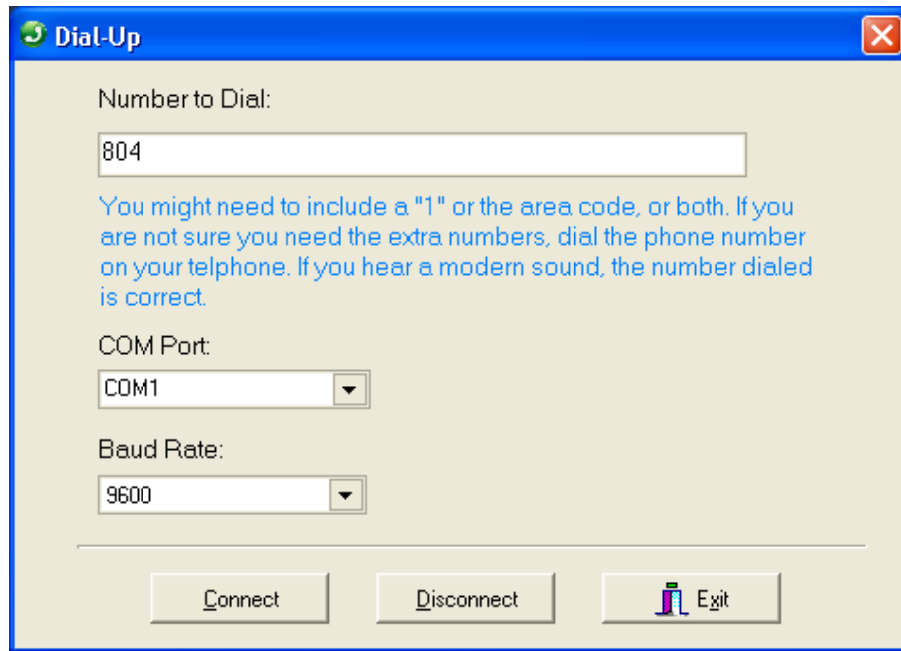 Dial-Up
Number to Dial:
804
You might need to include a "1" or the area code, or both. If you
are not sure you need the extra numbers, dial the phone number
on your telphone. If you hear a modern sound, the number dialed
is correct.
COM Port:
COM1
Baud Rate:
9600
Connect
Disconnect
Exit